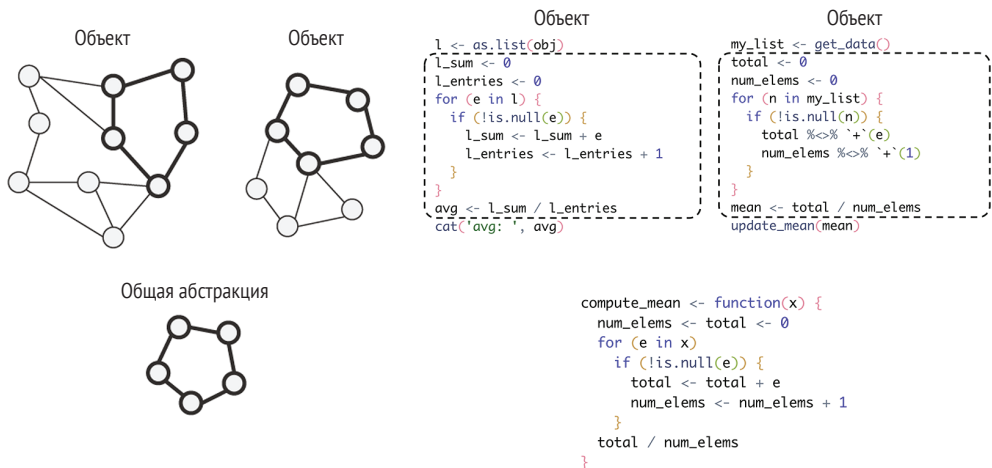 Объект
Объект
Объект
l <- as.list(obj)
l_sum <- 0
l_entries <- 0
for (e in l) {
  if (!is.null(e)) {
    l_sum <- l_sum + e
    l_entries <- l_entries + 1
  }
}
avg <- l_sum / l_entries
cat('avg: ', avg)
Объект
my_list <- get_data()
total <- 0
num_elems <- 0
for (n in my_list) {
  if (!is.null(n)) {
    total %<>% `+`(e)
    num_elems %<>% `+`(1)
  }
}
mean <- total / num_elems
update_mean(mean)
Общая абстракция
compute_mean <- function(x) {
  num_elems <- total <- 0
  for (e in x)
    if (!is.null(e)) {
      total <- total + e
      num_elems <- num_elems + 1
    }
  total / num_elems
}